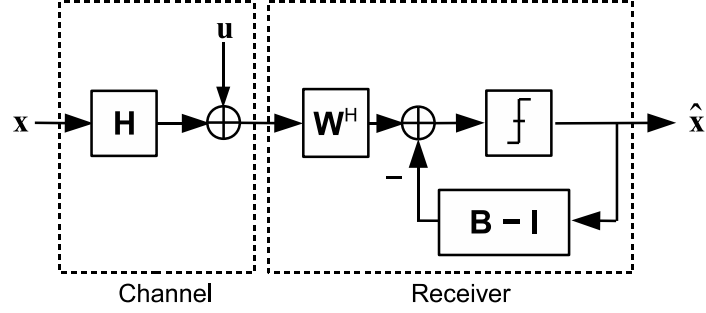 u
x
H
W^H
x̂
−
B − I
Channel
Receiver